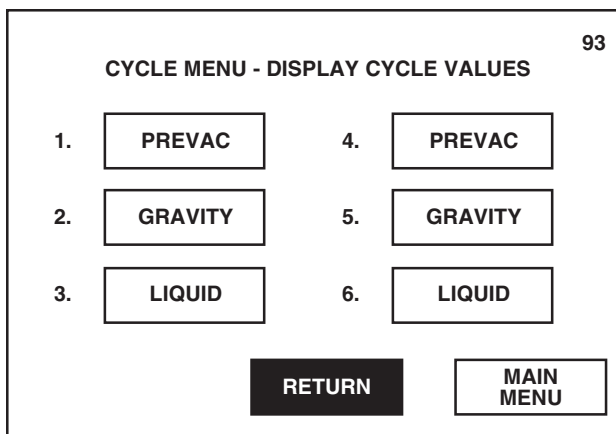 93
CYCLE MENU - DISPLAY CYCLE VALUES
1. PREVAC 4. PREVAC
2. GRAVITY 5. GRAVITY
3. LIQUID 6. LIQUID
RETURN
MAIN
MENU